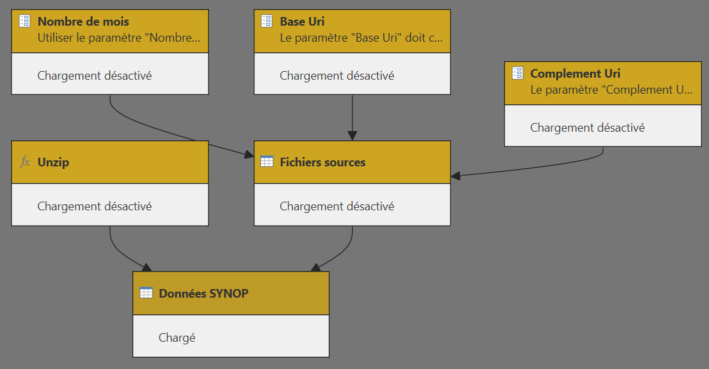 Nombre de mois
Utiliser le paramètre "Nombre...
Chargement désactivé
Base Uri
Le paramètre "Base Uri" doit c...
Chargement désactivé
Complement Uri
Le paramètre "Complement U...
Chargement désactivé
fx Unzip
Chargement désactivé
Fichiers sources
Chargement désactivé
Données SYNOP
Chargé